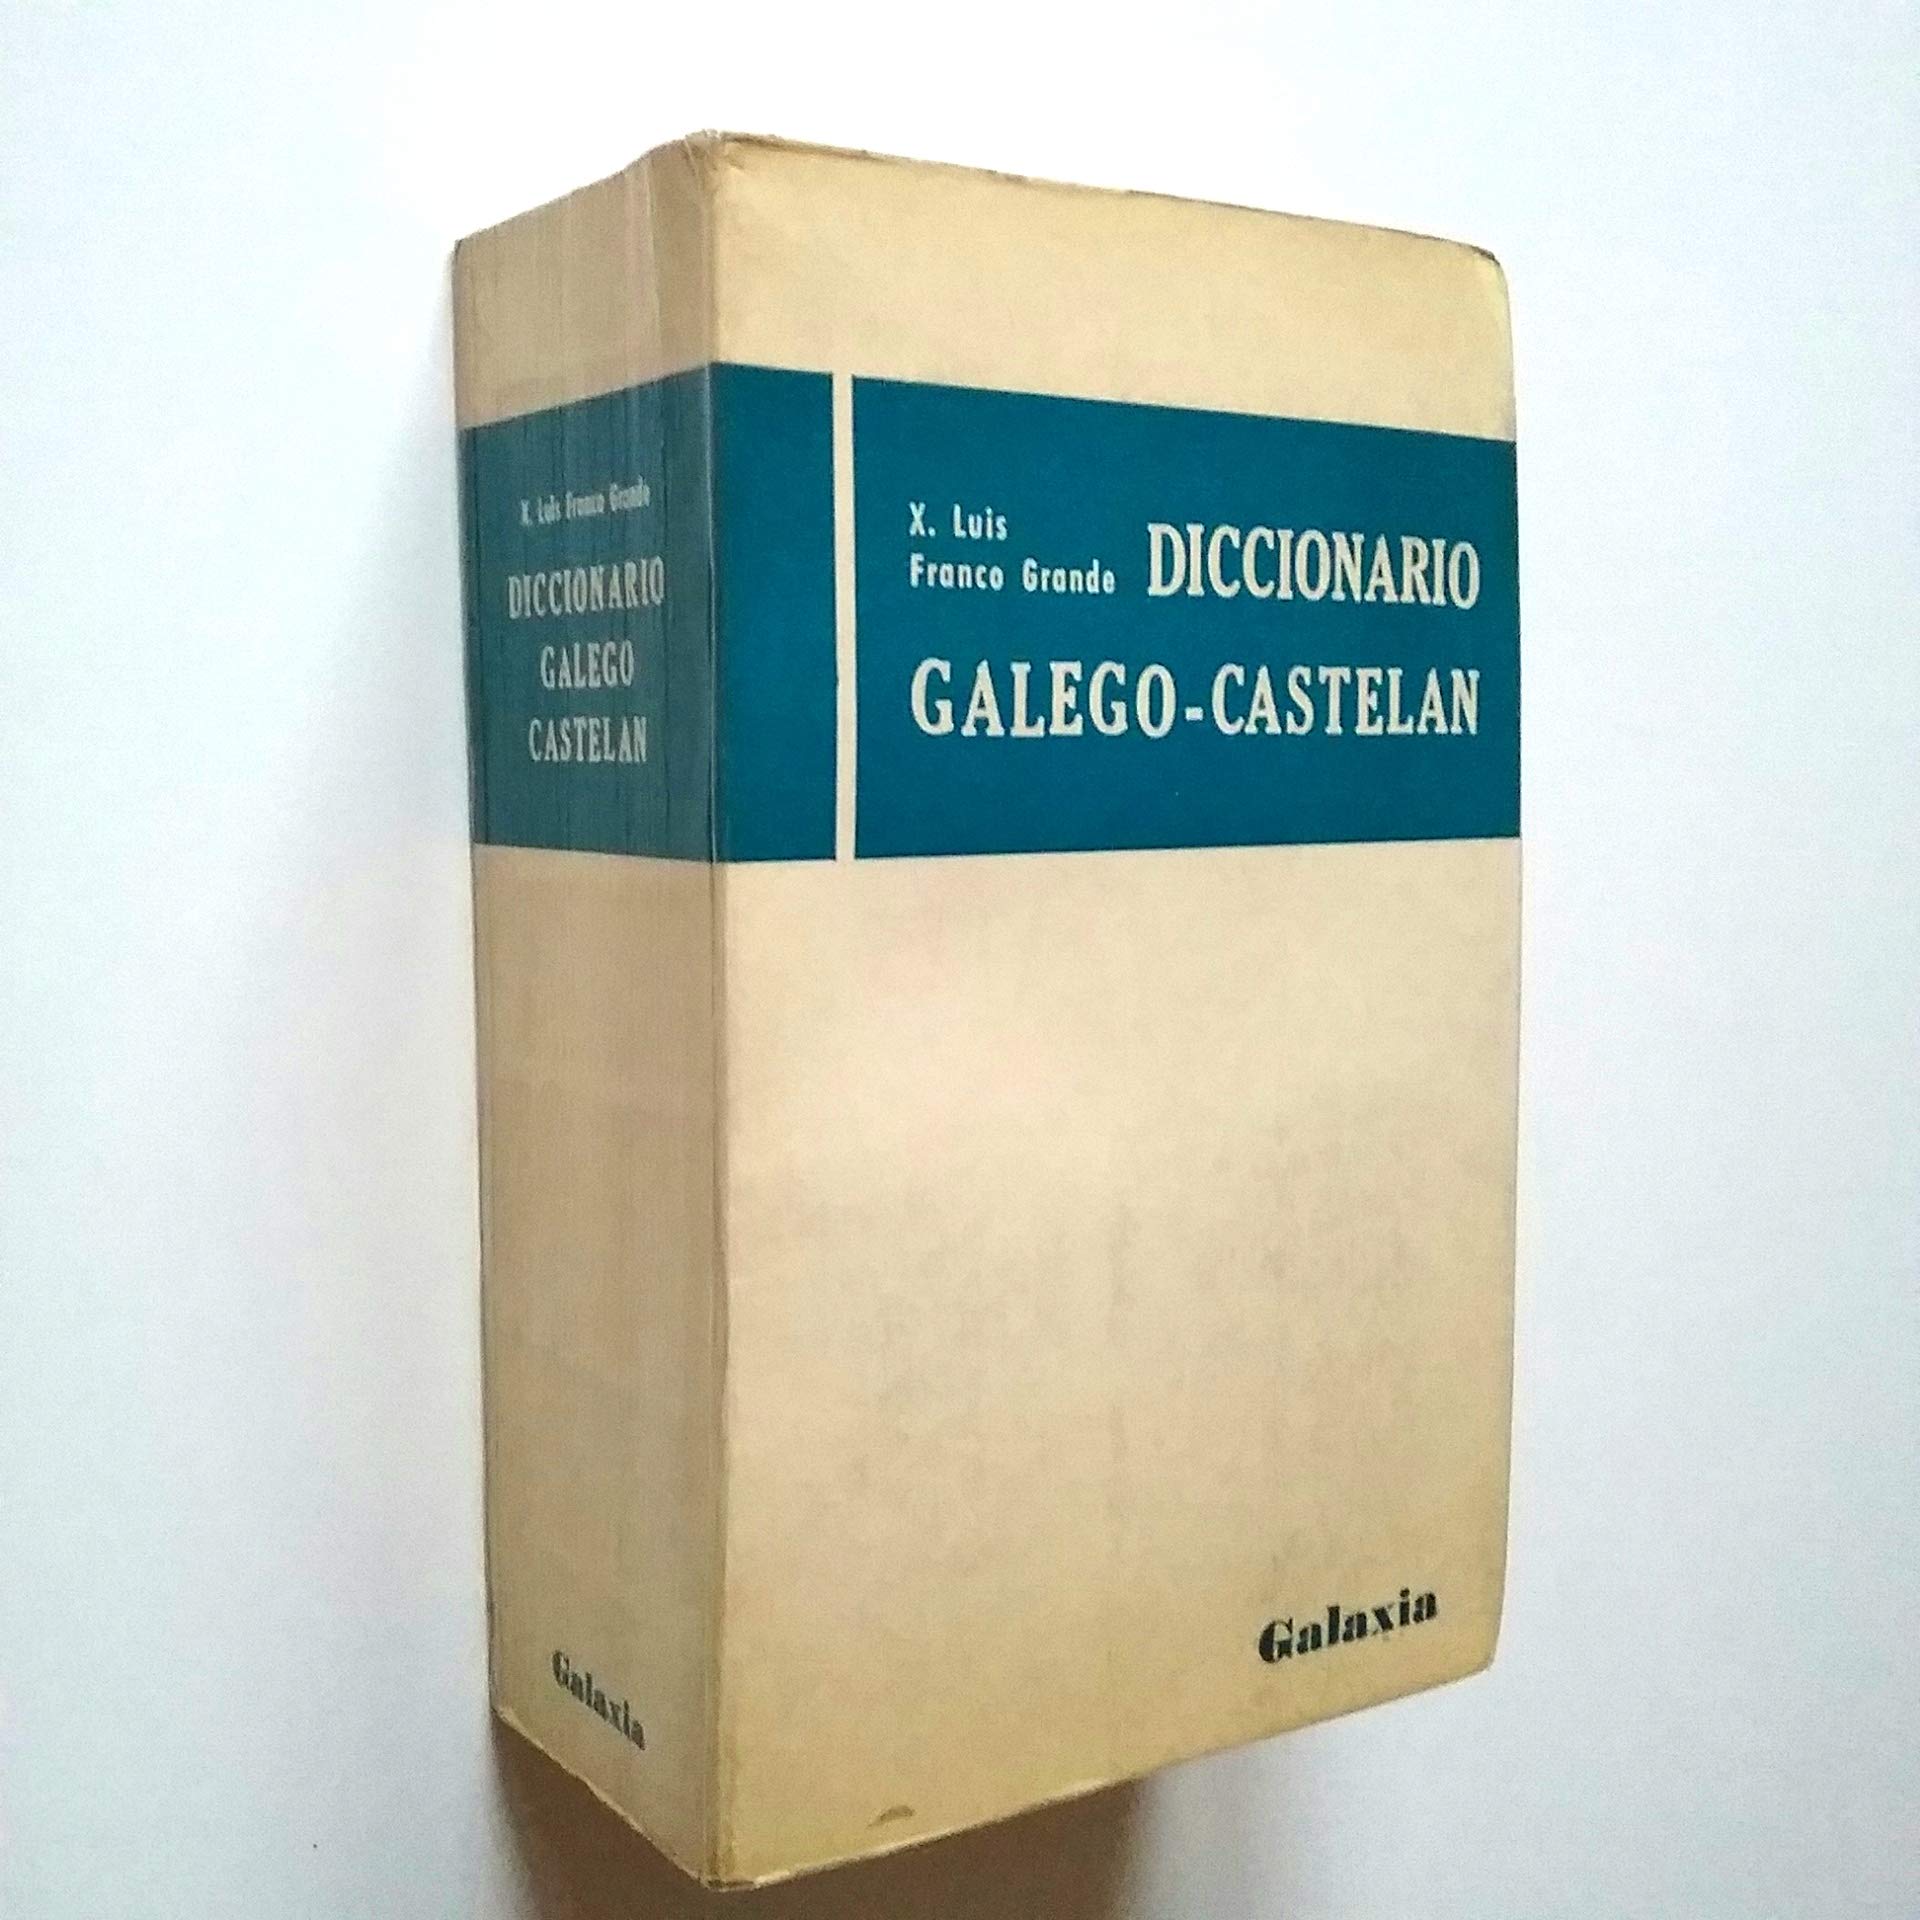 X. Luis Franco Grande
DICCIONARIO
GALEGO
CASTELAN
Galaxia
X. Luis
Franco Grande DICCIONARIO
GALEGO-CASTELAN
Galaxia